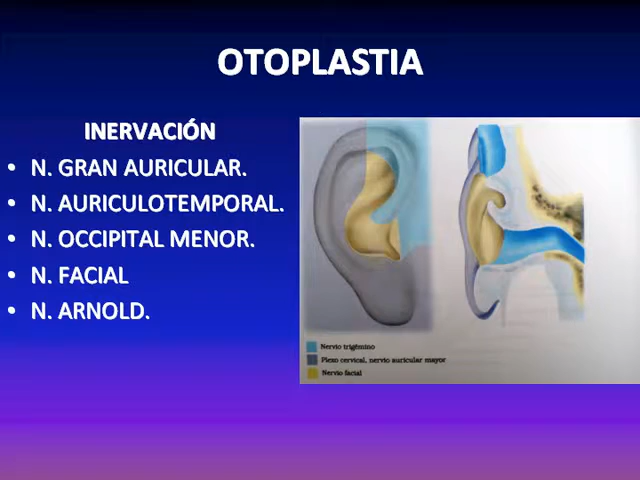 OTOPLASTIA
INERVACIÓN
• N. GRAN AURICULAR.
• N. AURICULOTEMPORAL.
• N. OCCIPITAL MENOR.
• N. FACIAL
• N. ARNOLD.
Nervio trigémino
Plexo cervical, nervio auricular mayor
Nervio facial